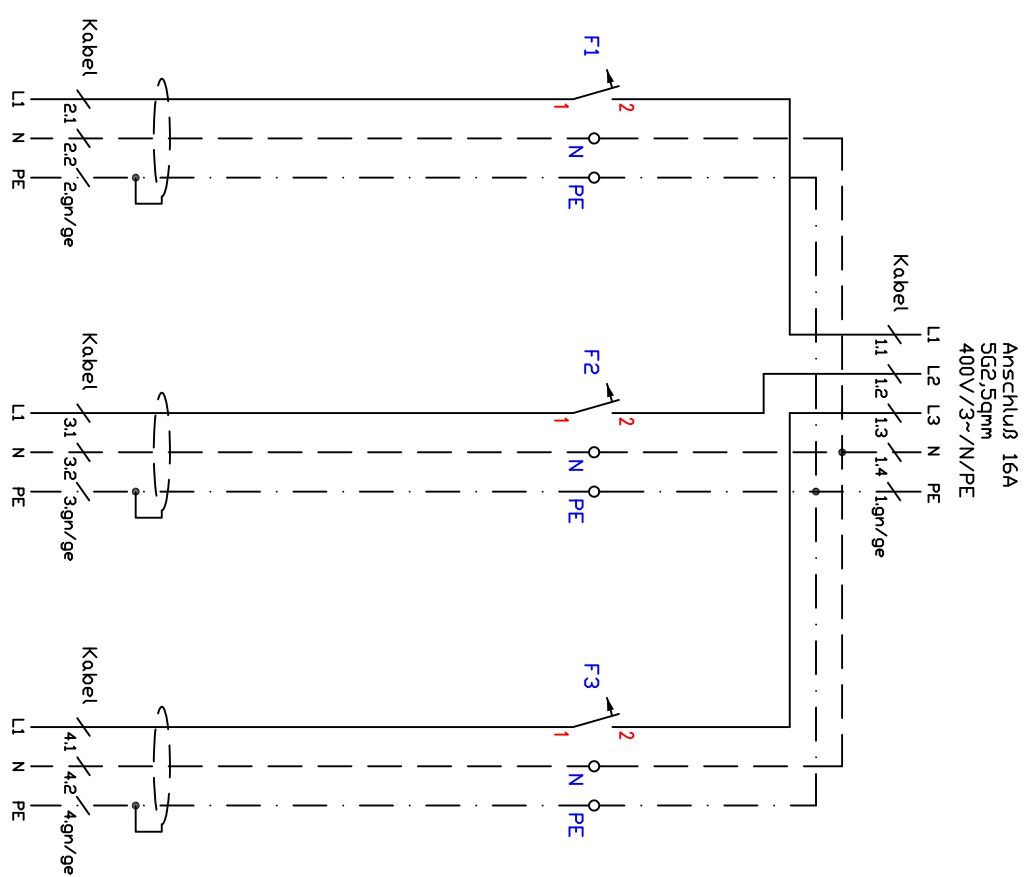 Anschluß 16A
5G2,5qmm
400V/3~/N/PE
L1 L2 L3 N PE
Kabel 1.1 1.2 1.3 1.4 1.gn/ge
F1 F2 F3
2 2 2
1 N PE 1 N PE 1 N PE
Kabel 2.1 2.2 2.gn/ge Kabel 3.1 3.2 3.gn/ge Kabel 4.1 4.2 4.gn/ge
L1 N PE L1 N PE L1 N PE